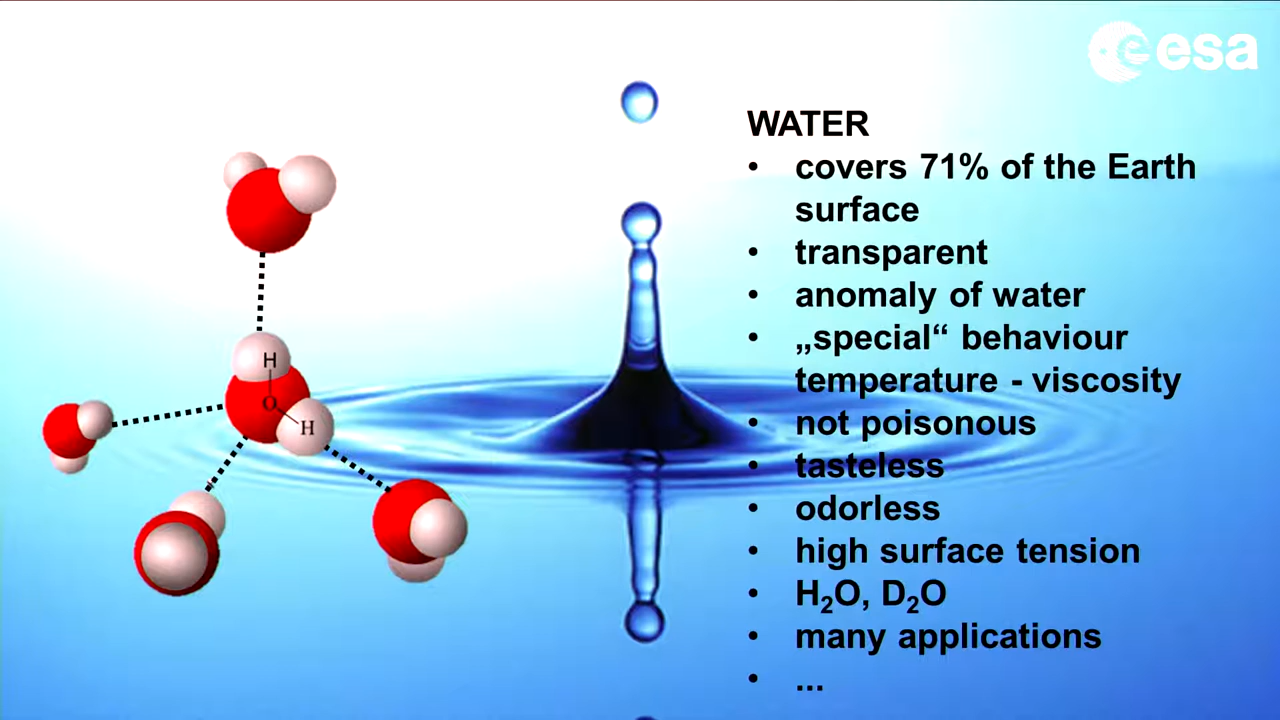 esa
WATER
• covers 71% of the Earth
surface
• transparent
• anomaly of water
• „special“ behaviour
temperature - viscosity
• not poisonous
• tasteless
• odorless
• high surface tension
• H₂O, D₂O
• many applications
• ...
H
O
H